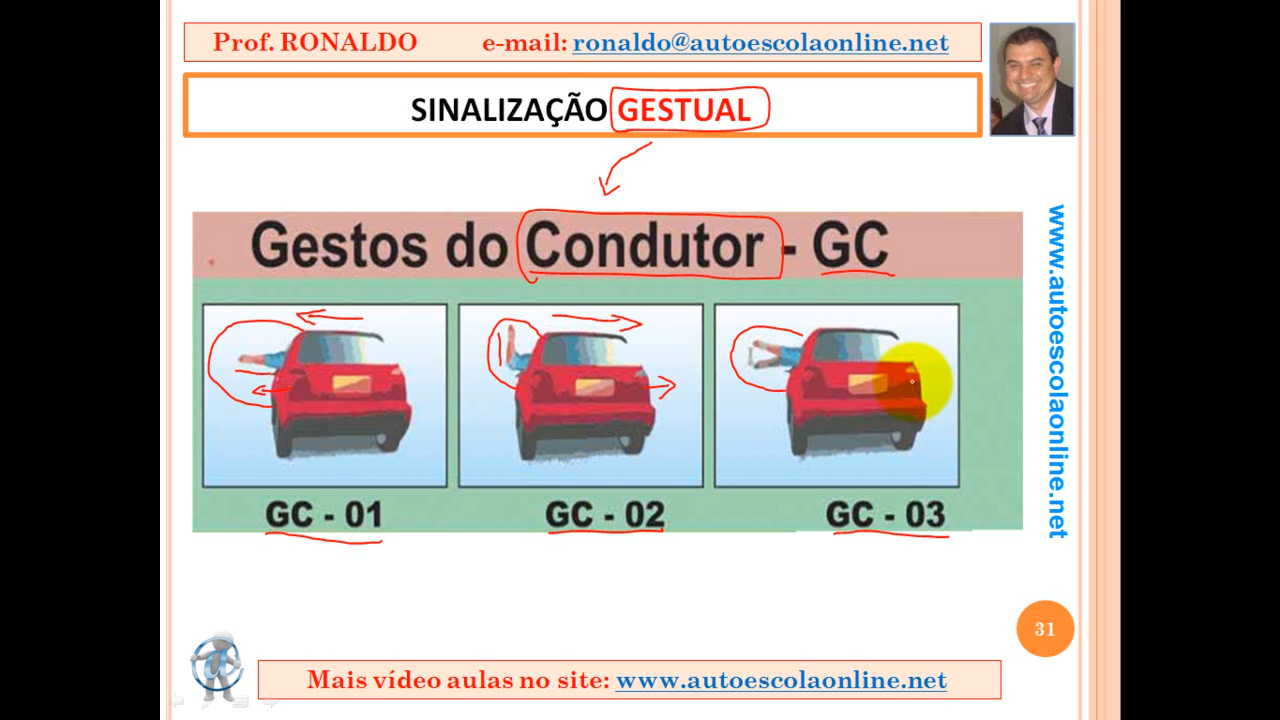 Prof. RONALDO e-mail: ronaldo@autoescolaonline.net
SINALIZAÇÃO GESTUAL
Gestos do Condutor - GC
GC - 01
GC - 02
GC - 03
www.autoescolaonline.net
31
Mais vídeo aulas no site: www.autoescolaonline.net